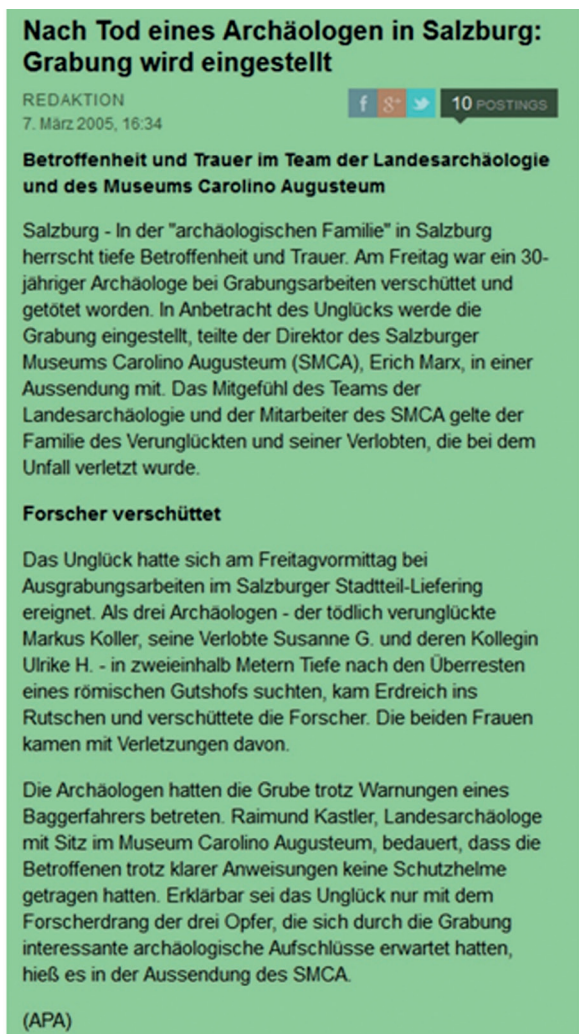 Nach Tod eines Archäologen in Salzburg:
Grabung wird eingestellt
REDAKTION
7. März 2005, 16:34
f 8+ 10 POSTINGS
Betroffenheit und Trauer im Team der Landesarchäologie
und des Museums Carolino Augusteum
Salzburg - In der "archäologischen Familie" in Salzburg
herrscht tiefe Betroffenheit und Trauer. Am Freitag war ein 30-
jähriger Archäologe bei Grabungsarbeiten verschüttet und
getötet worden. In Anbetracht des Unglücks werde die
Grabung eingestellt, teilte der Direktor des Salzburger
Museums Carolino Augusteum (SMCA), Erich Marx, in einer
Aussendung mit. Das Mitgefühl des Teams der
Landesarchäologie und der Mitarbeiter des SMCA gelte der
Familie des Verunglückten und seiner Verlobten, die bei dem
Unfall verletzt wurde.
Forscher verschüttet
Das Unglück hatte sich am Freitagvormittag bei
Ausgrabungsarbeiten im Salzburger Stadtteil-Liefering
ereignet. Als drei Archäologen - der tödlich verunglückte
Markus Koller, seine Verlobte Susanne G. und deren Kollegin
Ulrike H. - in zweieinhalb Metern Tiefe nach den Überresten
eines römischen Gutshofs suchten, kam Erdreich ins
Rutschen und verschüttete die Forscher. Die beiden Frauen
kamen mit Verletzungen davon.
Die Archäologen hatten die Grube trotz Warnungen eines
Baggerfahrers betreten. Raimund Kastler, Landesarchäologe
mit Sitz im Museum Carolino Augusteum, bedauert, dass die
Betroffenen trotz klarer Anweisungen keine Schutzhelme
getragen hatten. Erklärbar sei das Unglück nur mit dem
Forscherdrang der drei Opfer, die sich durch die Grabung
interessante archäologische Aufschlüsse erwartet hatten,
hieß es in der Aussendung des SMCA.
(APA)